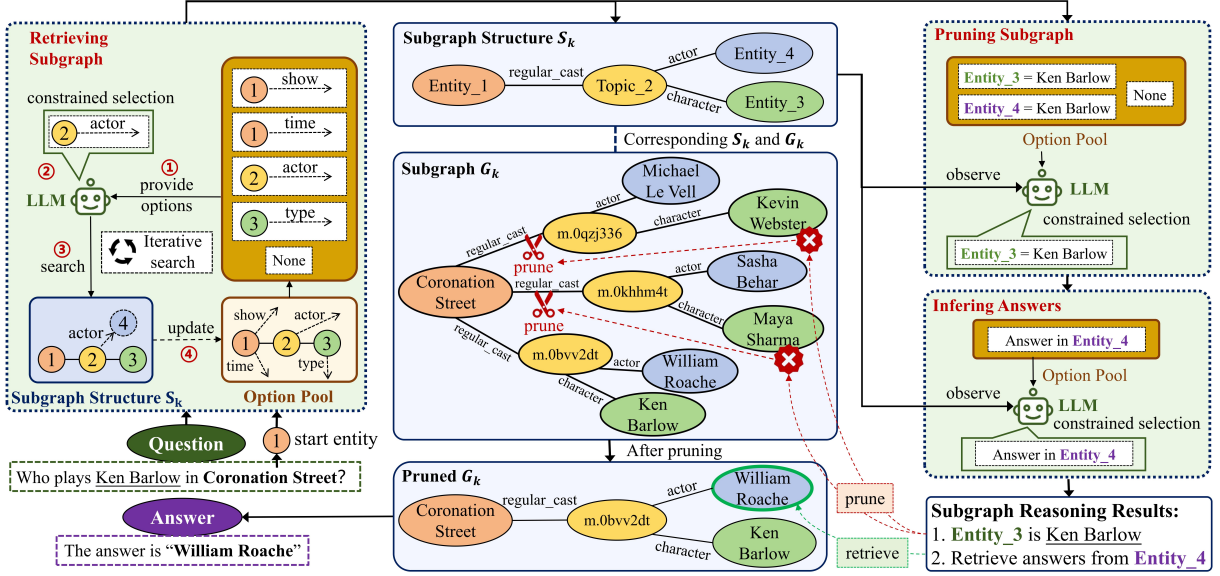 Retrieving
Subgraph
constrained selection
2 actor
②
LLM
①
provide
options
③
search
Iterative
search
1 show
1 time
2 actor
3 type
None
actor 4
1 2 3
update
④
show actor
1 2 3
time type
Subgraph Structure Sₖ
Option Pool
Question
1 start entity
Who plays Ken Barlow in Coronation Street?
Answer
The answer is “William Roache”
Subgraph Structure Sₖ
Entity_1
regular_cast
Topic_2
actor
Entity_4
character
Entity_3
Corresponding Sₖ and Gₖ
Subgraph Gₖ
Michael
Le Vell
actor
Kevin
Webster
character
m.0qzj336
regular_cast
prune
Coronation
Street
regular_cast
m.0khhm4t
actor
Sasha
Behar
character
Maya
Sharma
prune
regular_cast
m.0bvv2dt
actor
William
Roache
character
Ken
Barlow
After pruning
Pruned Gₖ
Coronation
Street
regular_cast
m.0bvv2dt
actor
William
Roache
character
Ken
Barlow
prune
retrieve
Pruning Subgraph
Entity_3 = Ken Barlow
Entity_4 = Ken Barlow
None
Option Pool
observe
LLM
constrained selection
Entity_3 = Ken Barlow
Infering Answers
Answer in Entity_4
Option Pool
observe
LLM
constrained selection
Answer in Entity_4
Subgraph Reasoning Results:
1. Entity_3 is Ken Barlow
2. Retrieve answers from Entity_4